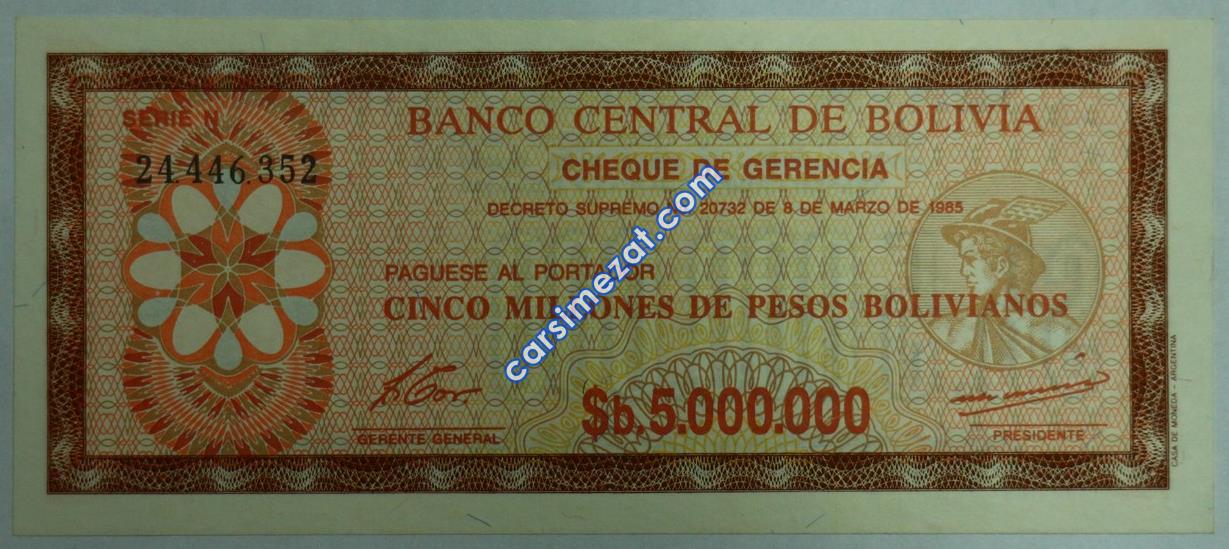 SERIE N
24.446.352
BANCO CENTRAL DE BOLIVIA
CHEQUE DE GERENCIA
DECRETO SUPREMO 20732 DE 8 DE MARZO DE 1985
PAGUESE AL PORTADOR
CINCO MILLONES DE PESOS BOLIVIANOS
$b. 5.000.000
GERENTE GENERAL
PRESIDENTE
CASA DE MONEDA - ARGENTINA
carsimezat.com